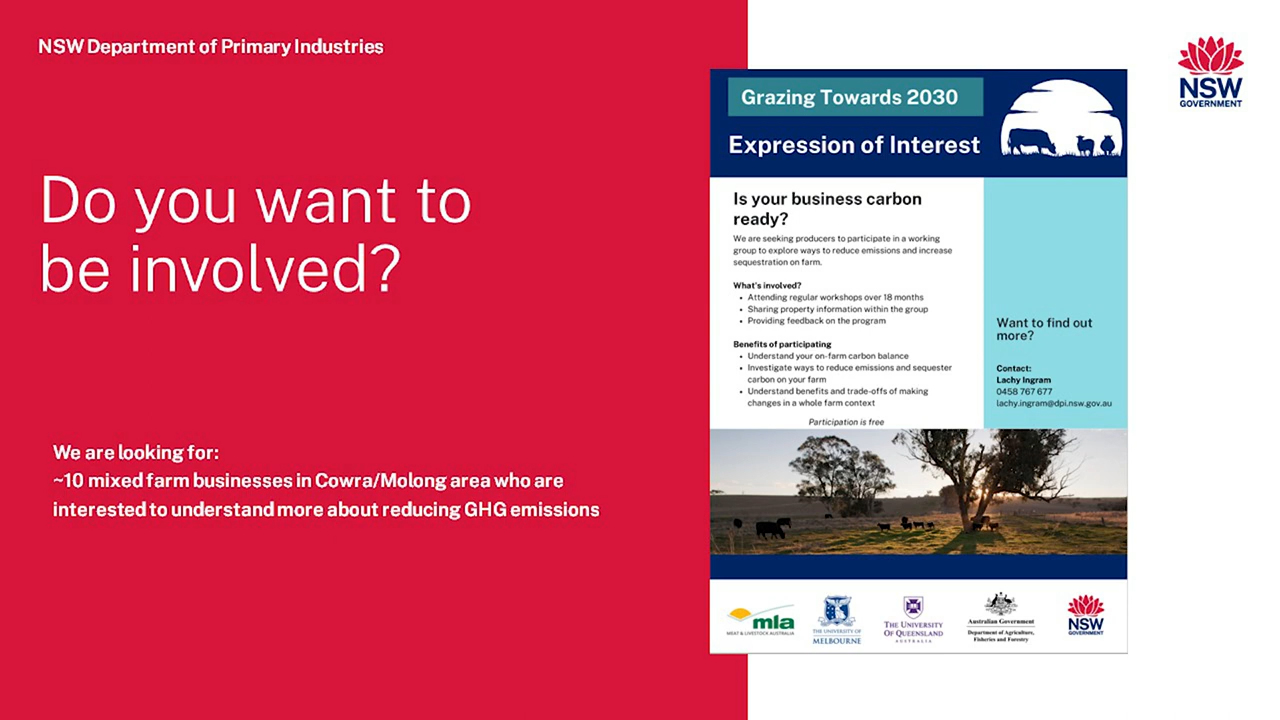 NSW Department of Primary Industries
Do you want to
be involved?
We are looking for:
~10 mixed farm businesses in Cowra/Molong area who are
interested to understand more about reducing GHG emissions
NSW
GOVERNMENT
Grazing Towards 2030
Expression of Interest
Is your business carbon
ready?
We are seeking producers to participate in a working
group to explore ways to reduce emissions and increase
sequestration on farm.
What's involved?
• Attending regular workshops over 18 months
• Sharing property information within the group
• Providing feedback on the program
Benefits of participating
• Understand your on-farm carbon balance
• Investigate ways to reduce emissions and sequester
carbon on your farm
• Understand benefits and trade-offs of making
changes in a whole farm context
Participation is free
Want to find out
more?
Contact:
Lachy Ingram
0458 767 677
lachy.ingram@dpi.nsw.gov.au
mla
MEAT & LIVESTOCK AUSTRALIA
THE UNIVERSITY OF
MELBOURNE
THE UNIVERSITY
OF QUEENSLAND
AUSTRALIA
Australian Government
Department of Agriculture,
Fisheries and Forestry
NSW
GOVERNMENT